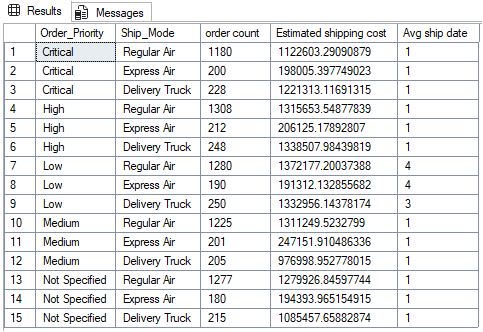 Results Messages
Order_Priority Ship_Mode order count Estimated shipping cost Avg ship date
1 Critical Regular Air 1180 1122603.29090879 1
2 Critical Express Air 200 198005.397749023 1
3 Critical Delivery Truck 228 1221313.11691315 1
4 High Regular Air 1308 1315653.54877839 1
5 High Express Air 212 206125.17892807 1
6 High Delivery Truck 248 1338507.98439819 1
7 Low Regular Air 1280 1372177.20037388 4
8 Low Express Air 190 191312.132855682 4
9 Low Delivery Truck 250 1332956.14378174 3
10 Medium Regular Air 1225 1311249.5232799 1
11 Medium Express Air 201 247151.910486336 1
12 Medium Delivery Truck 205 976998.952778015 1
13 Not Specified Regular Air 1277 1279926.84597744 1
14 Not Specified Express Air 180 194393.965154915 1
15 Not Specified Delivery Truck 215 1085457.65882874 1